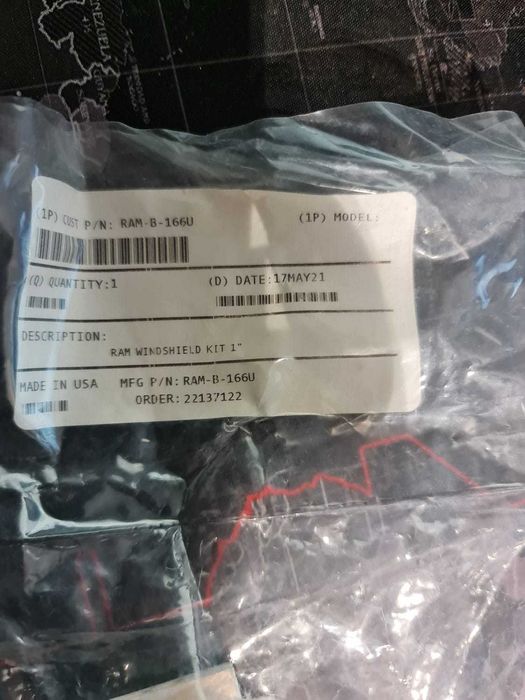 VENEZUELA
(1P) CUST P/N: RAM-B-166U (1P) MODEL:
(Q) QUANTITY:1 (D) DATE:17MAY21
DESCRIPTION:
RAM WINDSHIELD KIT 1"
MADE IN USA MFG P/N: RAM-B-166U
ORDER: 22137122